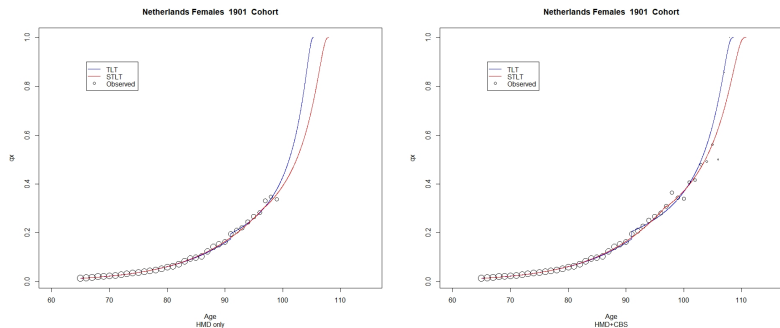 Netherlands Females 1901 Cohort
qx
0.0 0.2 0.4 0.6 0.8 1.0
TLT
STLT
Observed
60 70 80 90 100 110
Age
HMD only
Netherlands Females 1901 Cohort
qx
0.0 0.2 0.4 0.6 0.8 1.0
TLT
STLT
Observed
60 70 80 90 100 110
Age
HMD+CBS